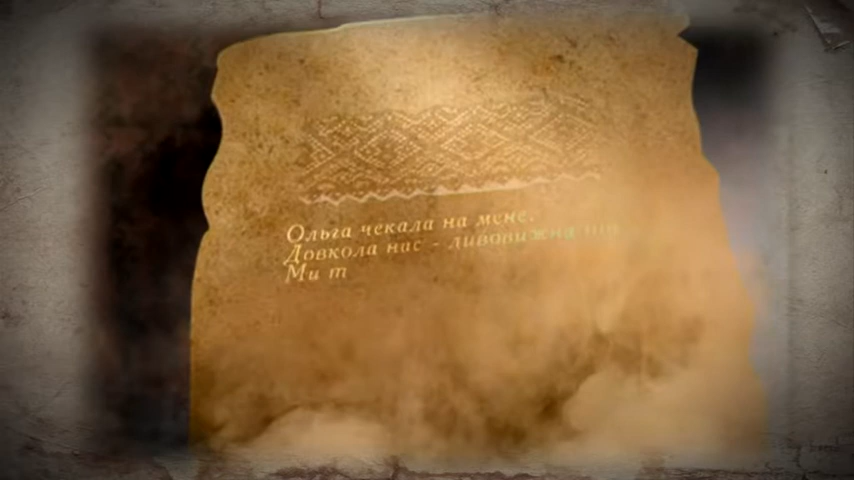 Ольга чекала на мене.
Довкола нас - дивовижна
Ми т